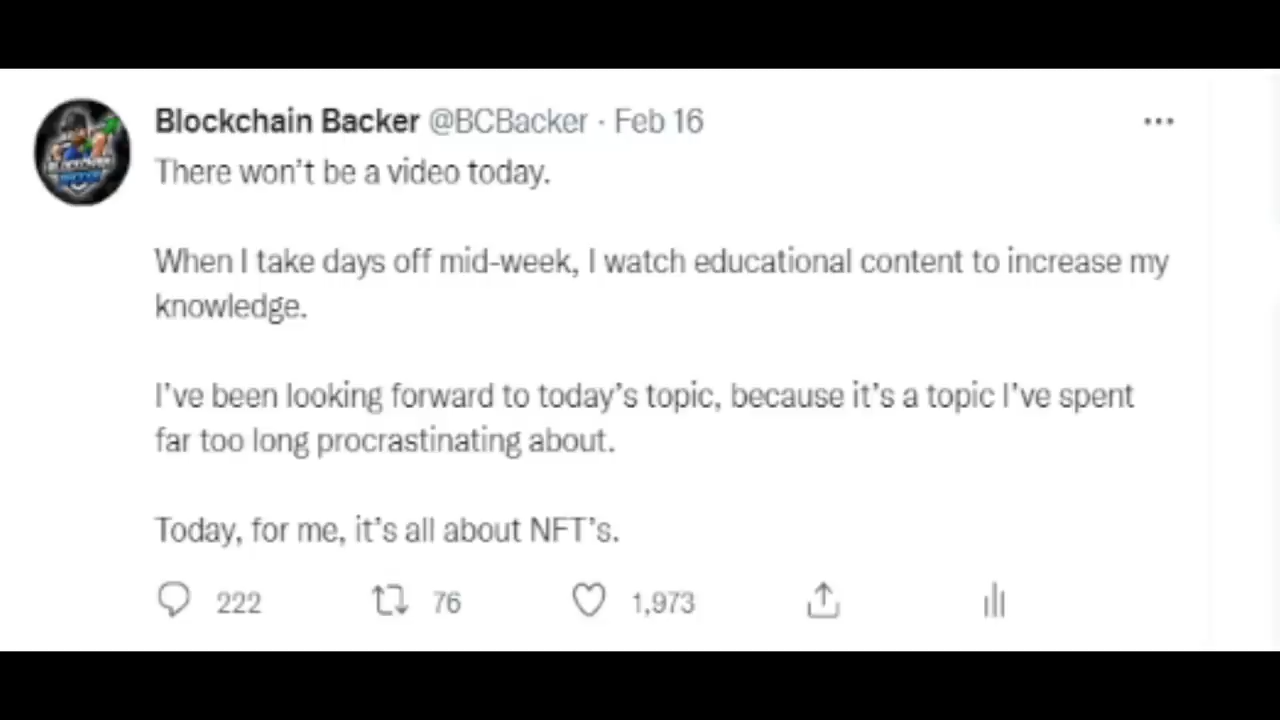 Blockchain Backer @BCBacker · Feb 16
There won't be a video today.
When I take days off mid-week, I watch educational content to increase my
knowledge.
I've been looking forward to today's topic, because it's a topic I've spent
far too long procrastinating about.
Today, for me, it's all about NFT's.
222 76 1,973